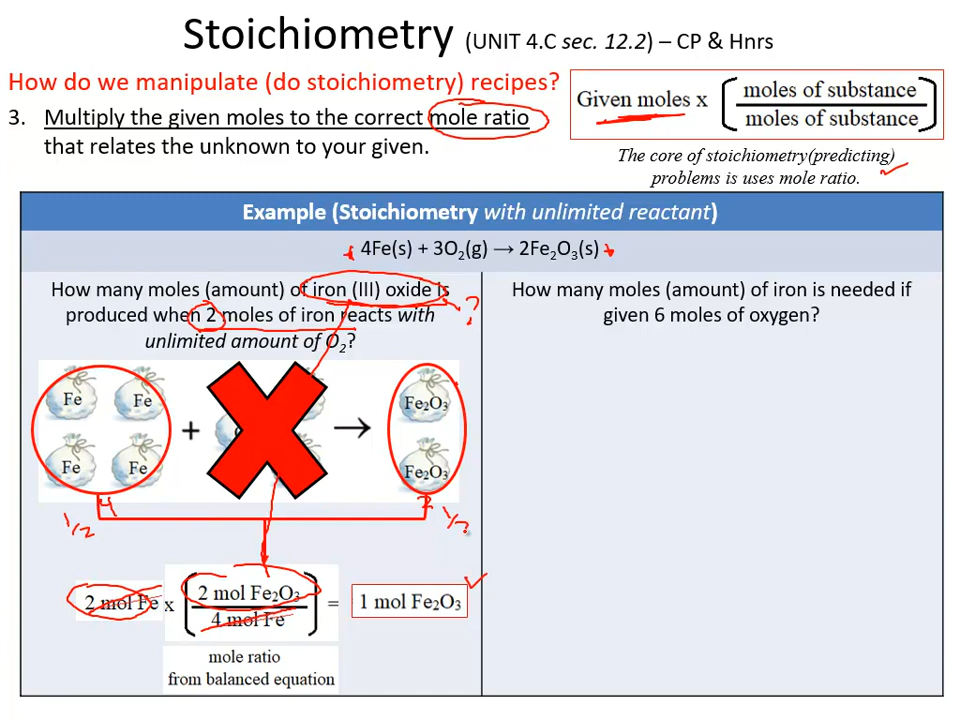 Stoichiometry (UNIT 4.C sec. 12.2) – CP & Hnrs
How do we manipulate (do stoichiometry) recipes?
3. Multiply the given moles to the correct mole ratio
that relates the unknown to your given.
Given moles x
moles of substance
moles of substance
The core of stoichiometry(predicting)
problems is uses mole ratio.
Example (Stoichiometry with unlimited reactant)
4Fe(s) + 3O₂(g) → 2Fe₂O₃(s)
How many moles (amount) of iron (III) oxide is
produced when 2 moles of iron reacts with
unlimited amount of O₂?
?
Fe Fe
Fe Fe
+
→
Fe₂O₃
Fe₂O₃
4
2
1/2
1/2
2 mol Fe x
2 mol Fe₂O₃
4 mol Fe
= 1 mol Fe₂O₃
mole ratio
from balanced equation
How many moles (amount) of iron is needed if
given 6 moles of oxygen?